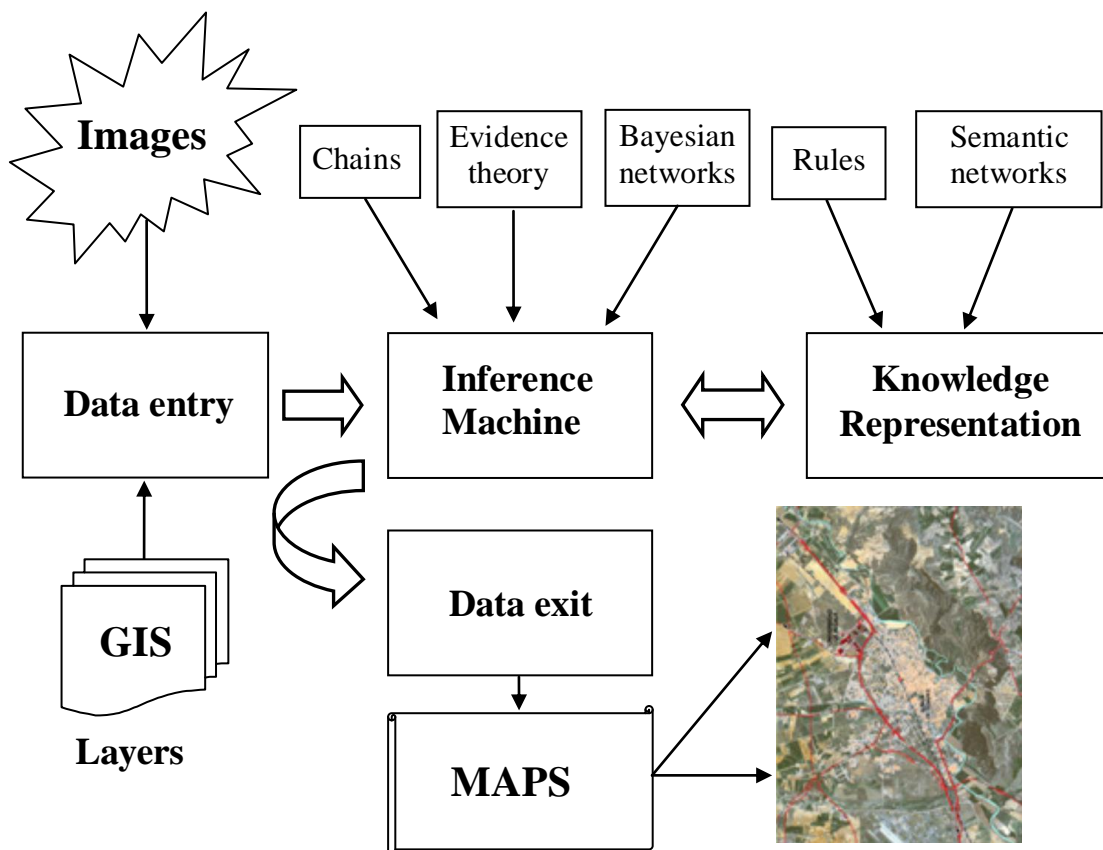 Images
Chains
Evidence
theory
Bayesian
networks
Rules
Semantic
networks
Data entry
Inference
Machine
Knowledge
Representation
GIS
Layers
Data exit
MAPS